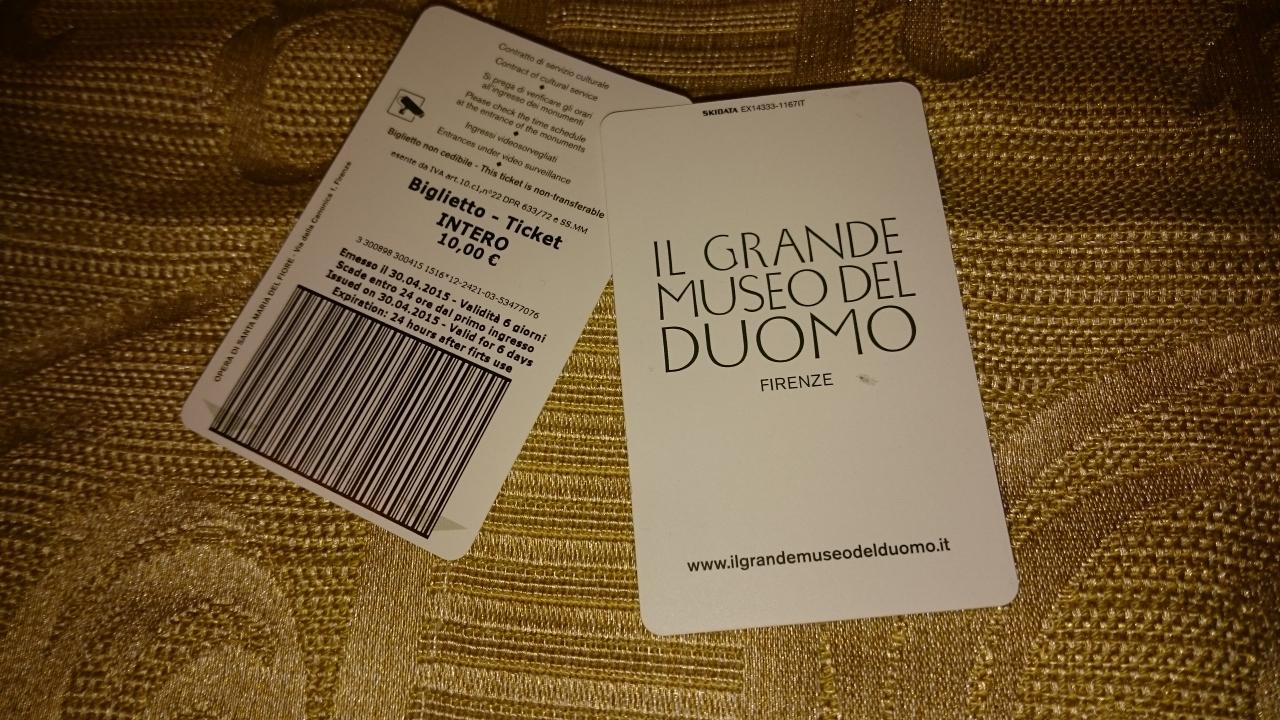 Contratto di servizio culturale
Contract of cultural service
Si prega di verificare gli orari
all'ingresso dei monumenti
Please check the time schedule
at the entrance of the monuments
Ingressi videosorvegliati
Entrances under video surveillance
Biglietto non cedibile - This ticket is non-transferable
esente da IVA art.10.c1,n°22 DPR 633/72 e SS.MM
Biglietto - Ticket
INTERO
10,00 €
3 300898 300415 1516*12-2421-03-53477076
Emesso il 30.04.2015 - Validità 6 giorni
Scade entro 24 ore dal primo ingresso
Issued on 30.04.2015 - Valid for 6 days
Expiration: 24 hours after firts use
OPERA DI SANTA MARIA DEL FIORE - Via della Canonica 1, Firenze
SKIDATA EX14333-1167IT
IL GRANDE
MUSEO DEL
DUOMO
FIRENZE
www.ilgrandemuseodelduomo.it